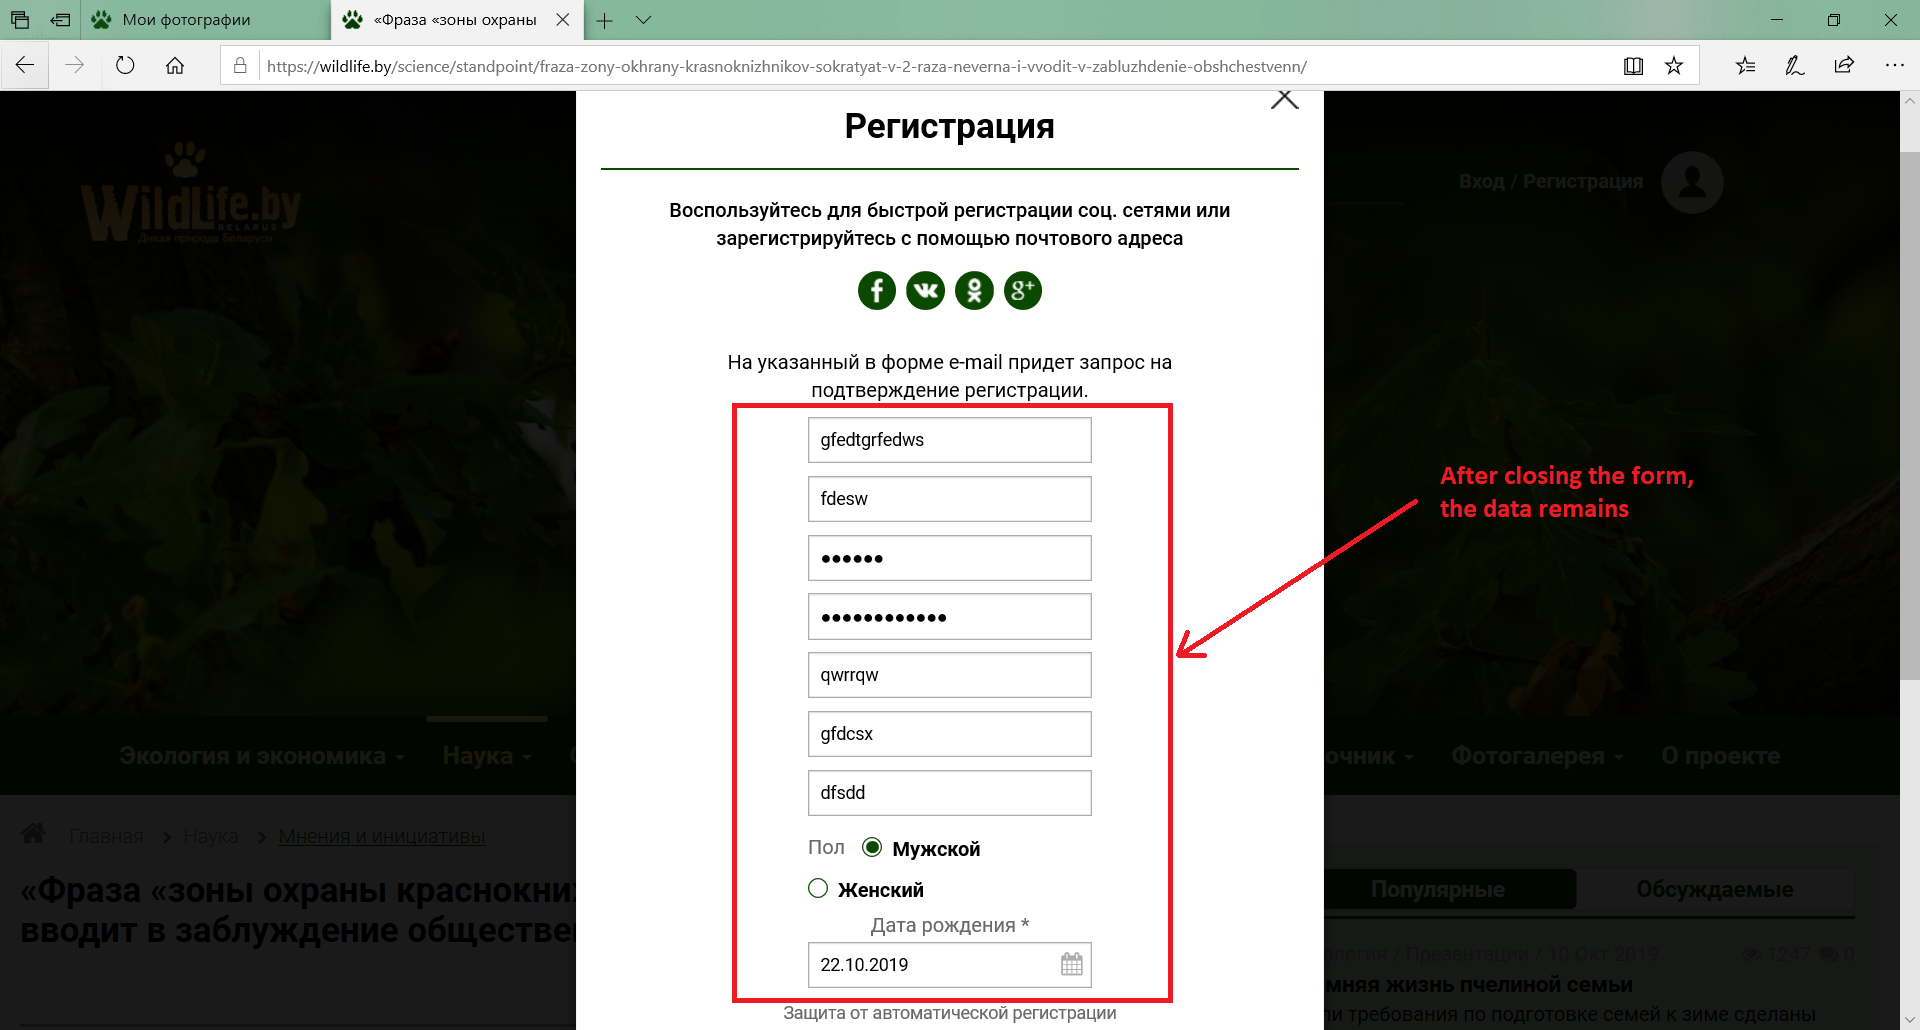 Мои фотографии
«Фраза «зоны охраны
https://wildlife.by/science/standpoint/fraza-zony-okhrany-krasnoknizhnikov-sokratyat-v-2-raza-neverna-i-vvodit-v-zabluzhdenie-obshchestvenn/
WildLife.by
BELARUS
Дикая природа Беларуси
Вход / Регистрация
Регистрация
Воспользуйтесь для быстрой регистрации соц. сетями или
зарегистрируйтесь с помощью почтового адреса
f
g+
На указанный в форме e-mail придет запрос на
подтверждение регистрации.
gfedtgrfedws
fdesw
••••••
••••••••••••
qwrrqw
gfdcsx
dfsdd
Пол Мужской
Женский
Дата рождения *
22.10.2019
Защита от автоматической регистрации
After closing the form,
the data remains
Экология и экономика Наука очник Фотогалерея О проекте
Главная Наука Мнения и инициативы
«Фраза «зоны охраны краснокни
вводит в заблуждение обществе
Популярные Обсуждаемые
ология / Презентации / 10 Окт 2019 1247 0
мняя жизнь пчелиной семьи
ли требования по подготовке семей к зиме сделаны